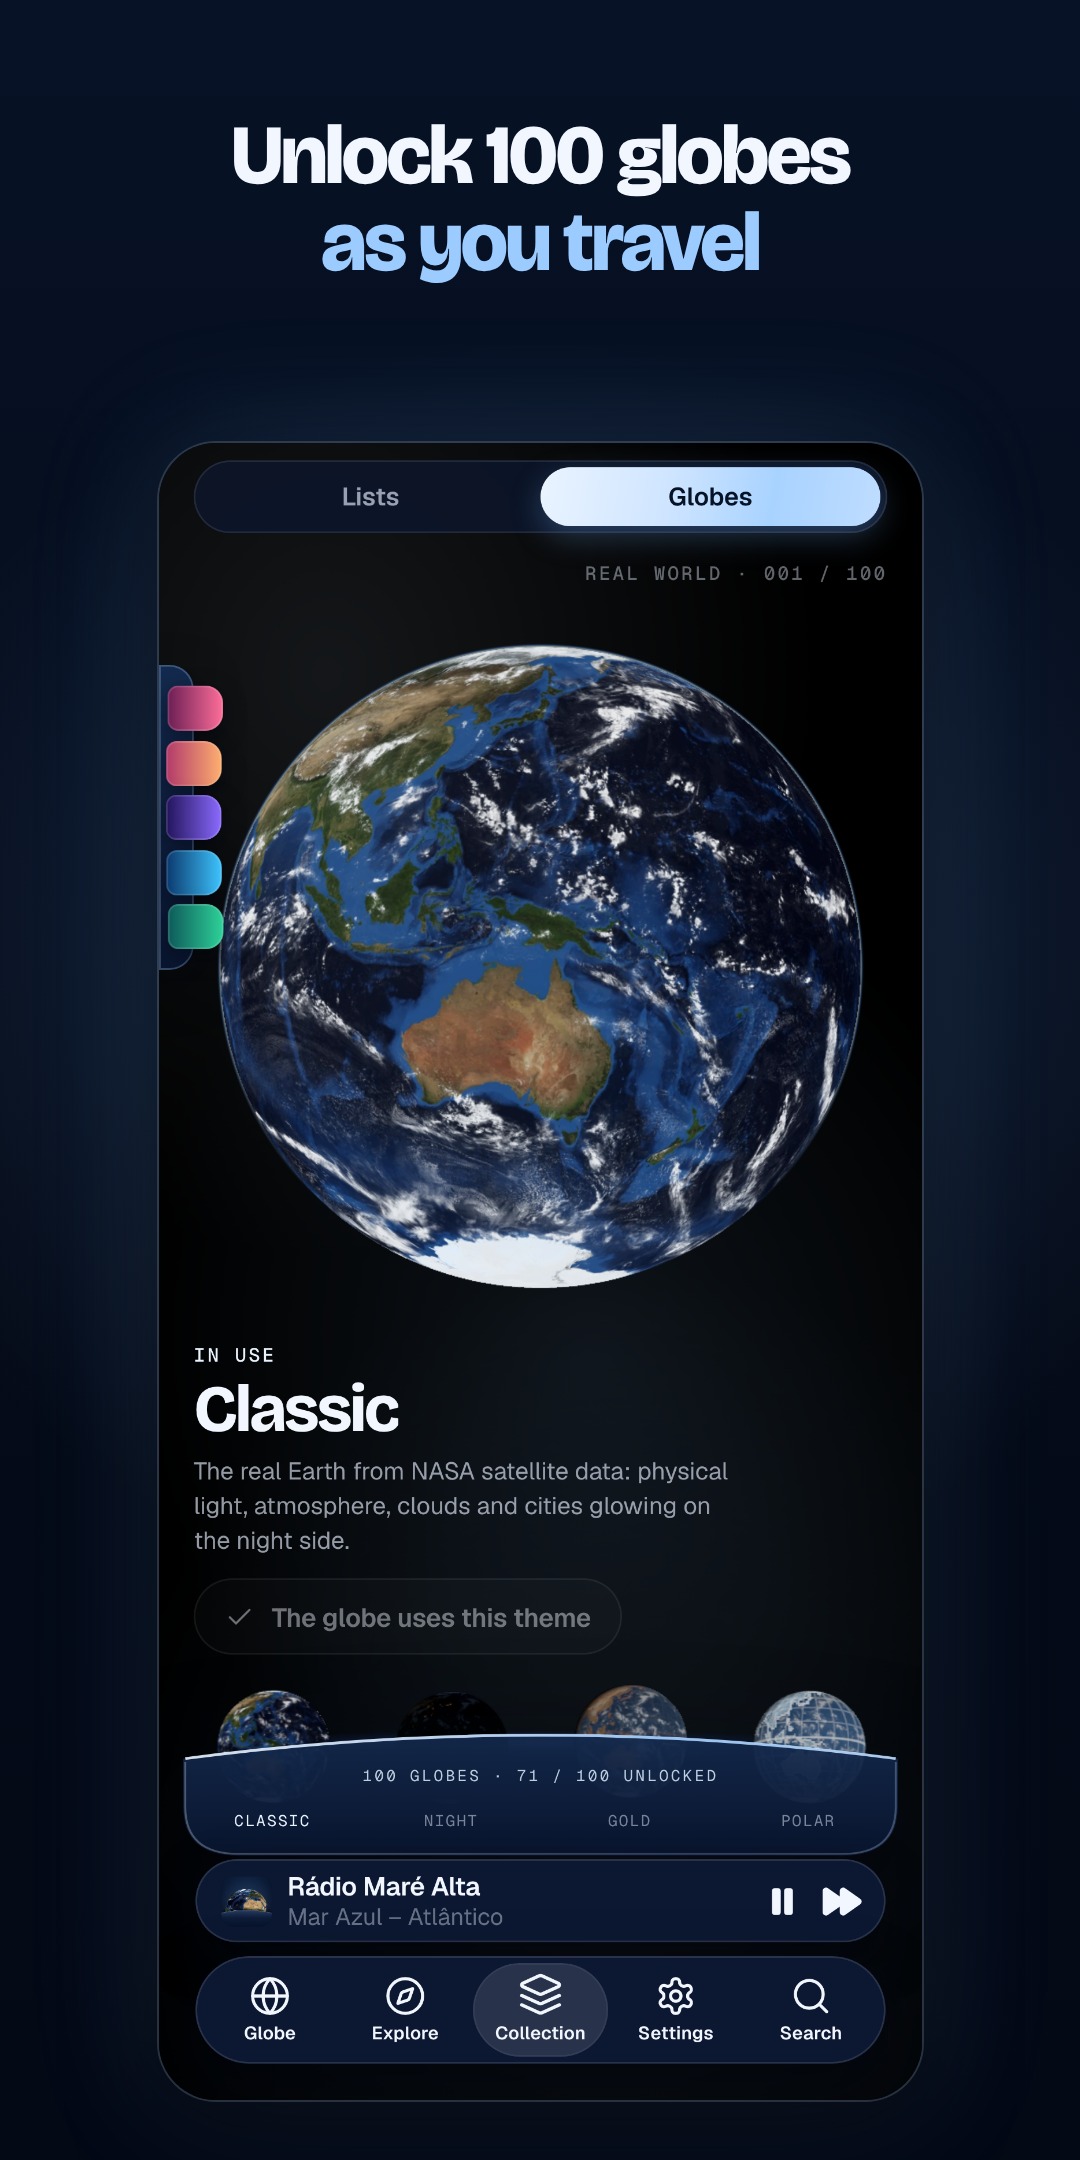 Unlock 100 globes
as you travel
Lists
Globes
REAL WORLD · 001 / 100
IN USE
Classic
The real Earth from NASA satellite data: physical
light, atmosphere, clouds and cities glowing on
the night side.
The globe uses this theme
100 GLOBES · 71 / 100 UNLOCKED
CLASSIC
NIGHT
GOLD
POLAR
Rádio Maré Alta
Mar Azul – Atlântico
Globe
Explore
Collection
Settings
Search